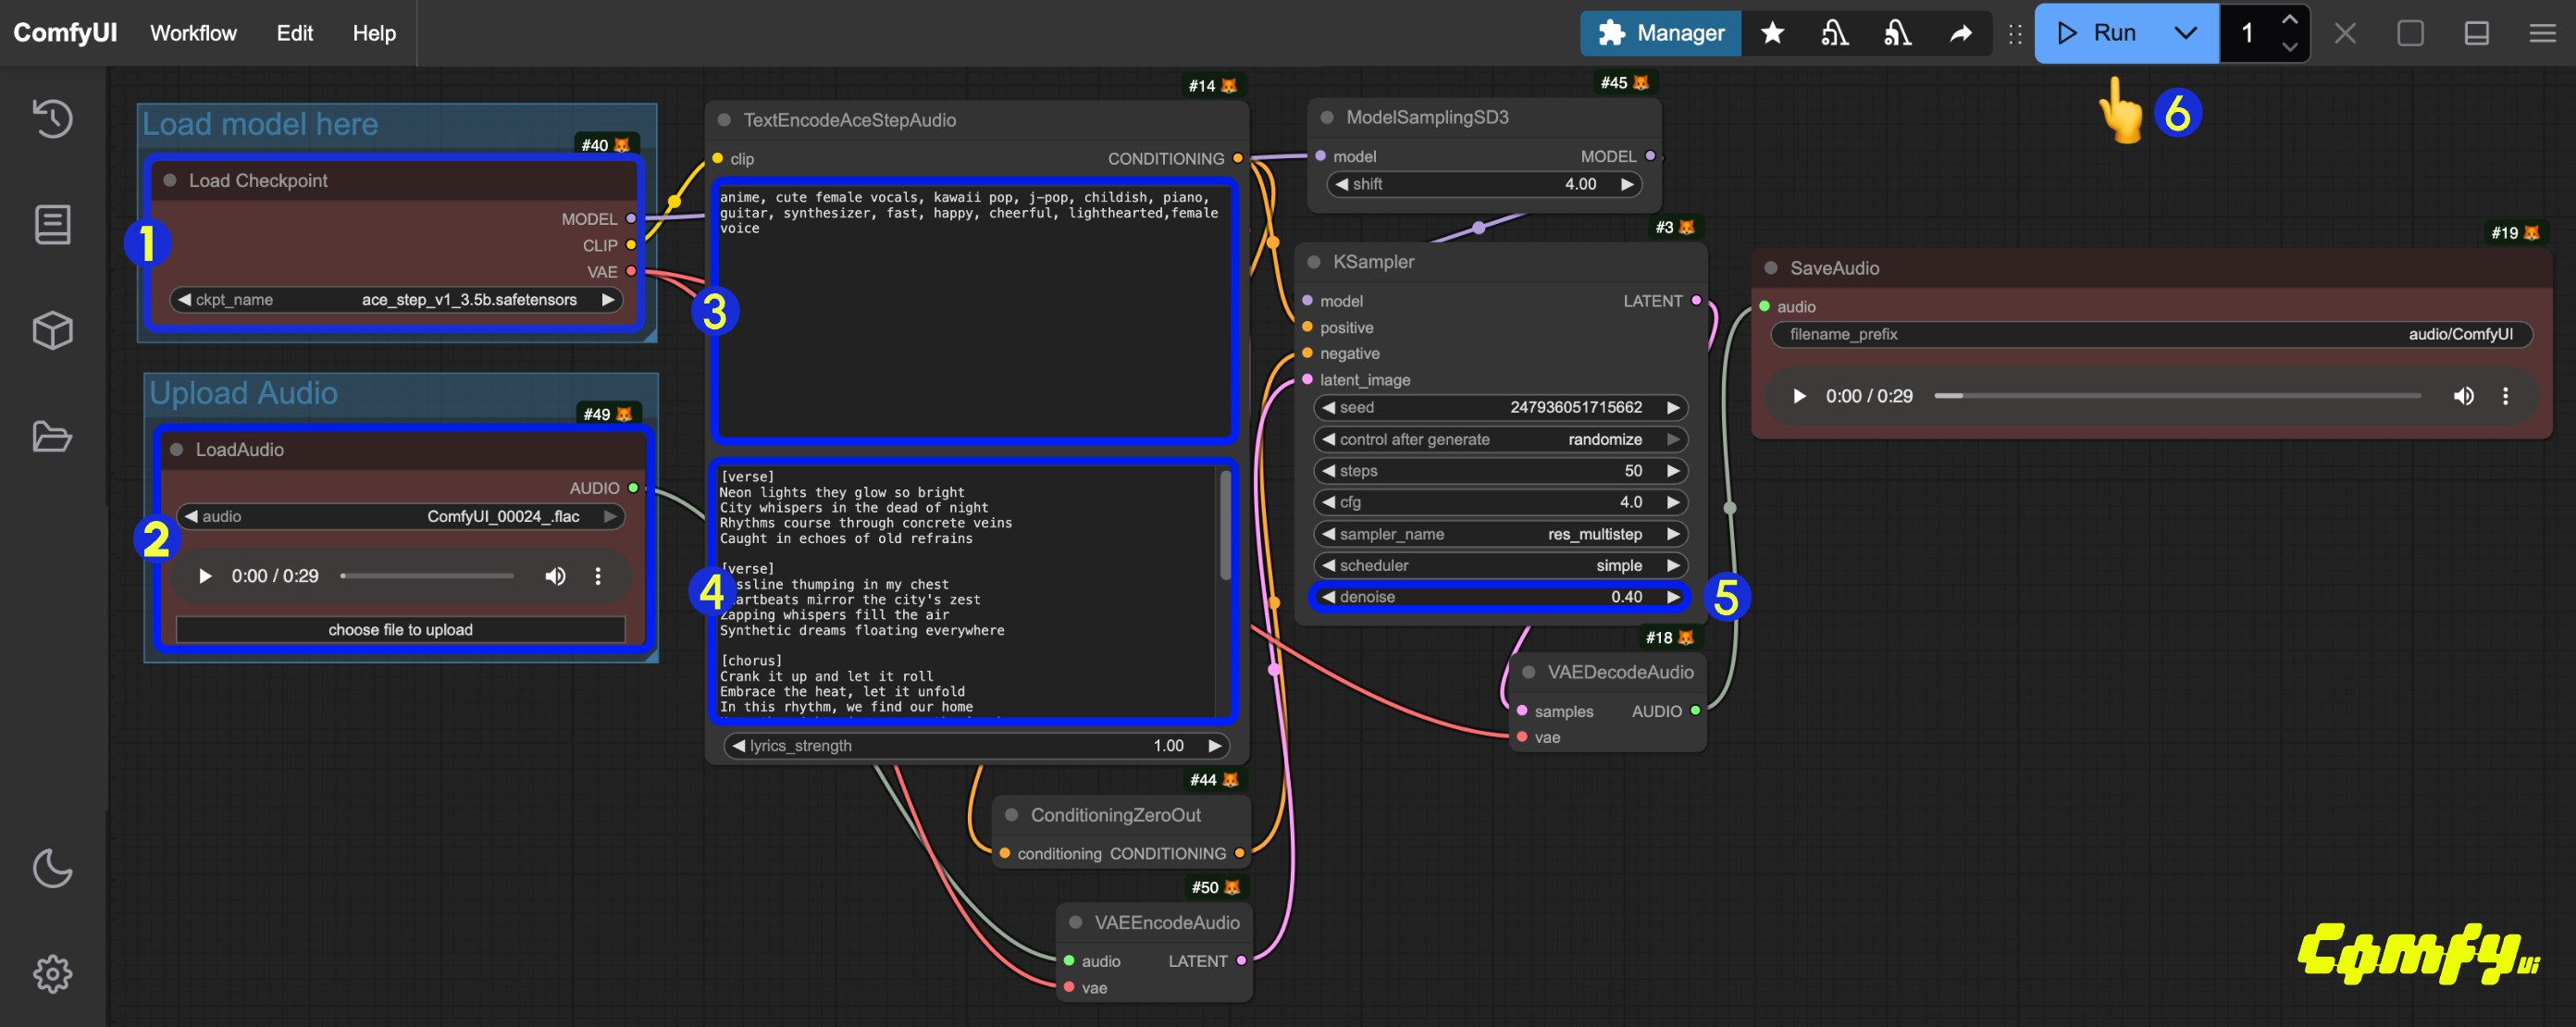 ComfyUI Workflow Edit Help Manager Run 1
6
Load model here
#40
Load Checkpoint
MODEL
CLIP
VAE
ckpt_name ace_step_v1_3.5b.safetensors
1
Upload Audio
#49
LoadAudio
AUDIO
audio ComfyUI_00024_.flac
0:00 / 0:29
choose file to upload
2
#14
TextEncodeAceStepAudio
clip CONDITIONING
anime, cute female vocals, kawaii pop, j-pop, childish, piano,
guitar, synthesizer, fast, happy, cheerful, lighthearted,female
voice
3
[verse]
Neon lights they glow so bright
City whispers in the dead of night
Rhythms course through concrete veins
Caught in echoes of old refrains
[verse]
ssline thumping in my chest
artbeats mirror the city's zest
Zapping whispers fill the air
Synthetic dreams floating everywhere
[chorus]
Crank it up and let it roll
Embrace the heat, let it unfold
In this rhythm, we find our home
4
lyrics_strength 1.00
#44
ConditioningZeroOut
conditioning CONDITIONING
#50
VAEEncodeAudio
audio LATENT
vae
#45
ModelSamplingSD3
model MODEL
shift 4.00
#3
KSampler
model LATENT
positive
negative
latent_image
seed 247936051715662
control after generate randomize
steps 50
cfg 4.0
sampler_name res_multistep
scheduler simple
denoise 0.40
5
#18
VAEDecodeAudio
samples AUDIO
vae
#19
SaveAudio
audio
filename_prefix audio/ComfyUI
0:00 / 0:29
Comfy UI